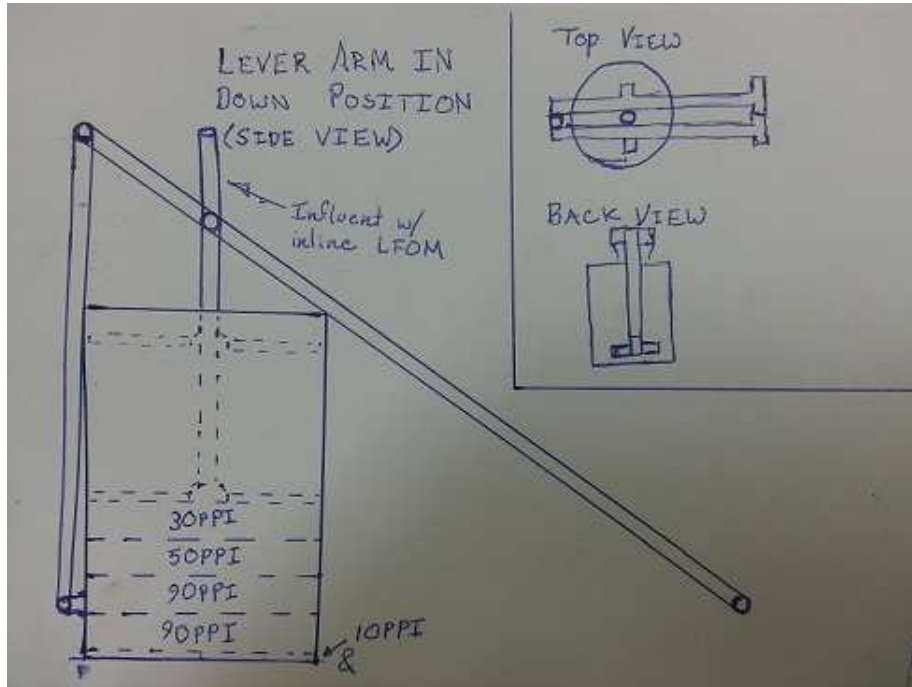 LEVER ARM IN
DOWN POSITION
(SIDE VIEW)
Influent w/
inline LFOM
30PPI
50PPI
90PPI
90PPI
10PPI
&
TOP VIEW
BACK VIEW